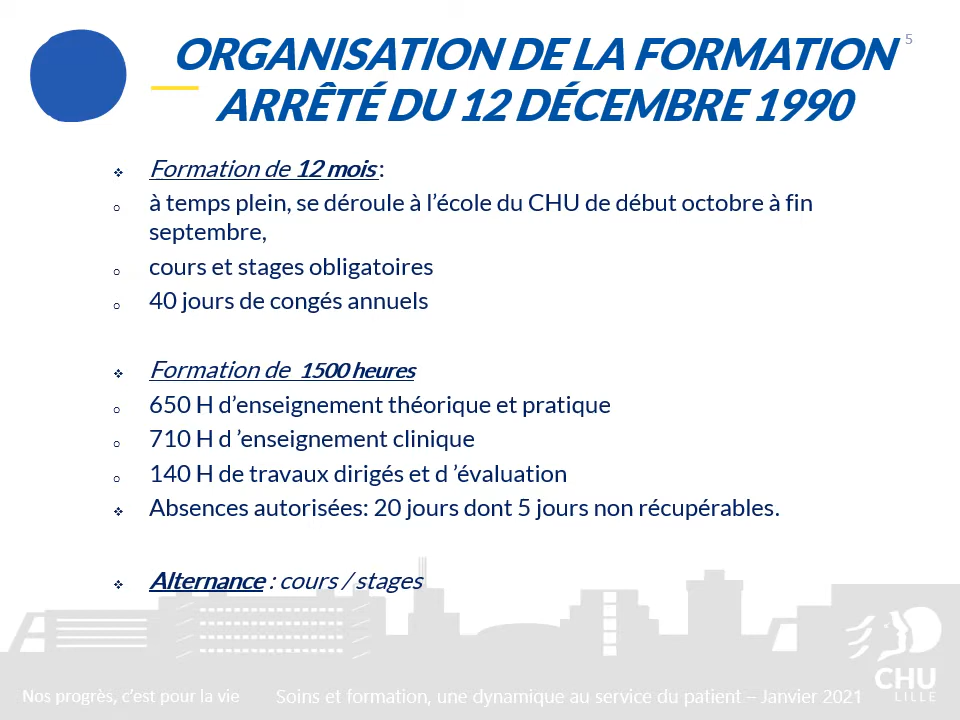 ORGANISATION DE LA FORMATION
5
ARRÊTÉ DU 12 DÉCEMBRE 1990
❖ Formation de 12 mois :
o à temps plein, se déroule à l’école du CHU de début octobre à fin
septembre,
o cours et stages obligatoires
o 40 jours de congés annuels
❖ Formation de 1500 heures
o 650 H d’enseignement théorique et pratique
o 710 H d ’enseignement clinique
o 140 H de travaux dirigés et d ’évaluation
❖ Absences autorisées: 20 jours dont 5 jours non récupérables.
❖ Alternance : cours / stages
CHU
LILLE
Nos progrès, c’est pour la vie
Soins et formation, une dynamique au service du patient – Janvier 2021